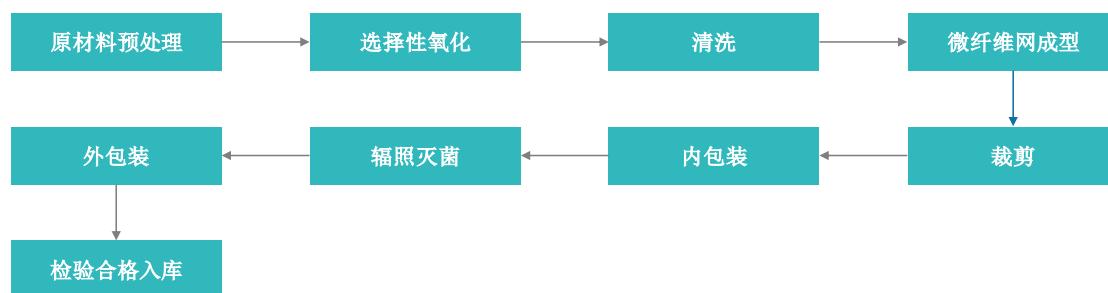 原材料预处理
选择性氧化
清洗
微纤维网成型
裁剪
内包装
辐照灭菌
外包装
检验合格入库